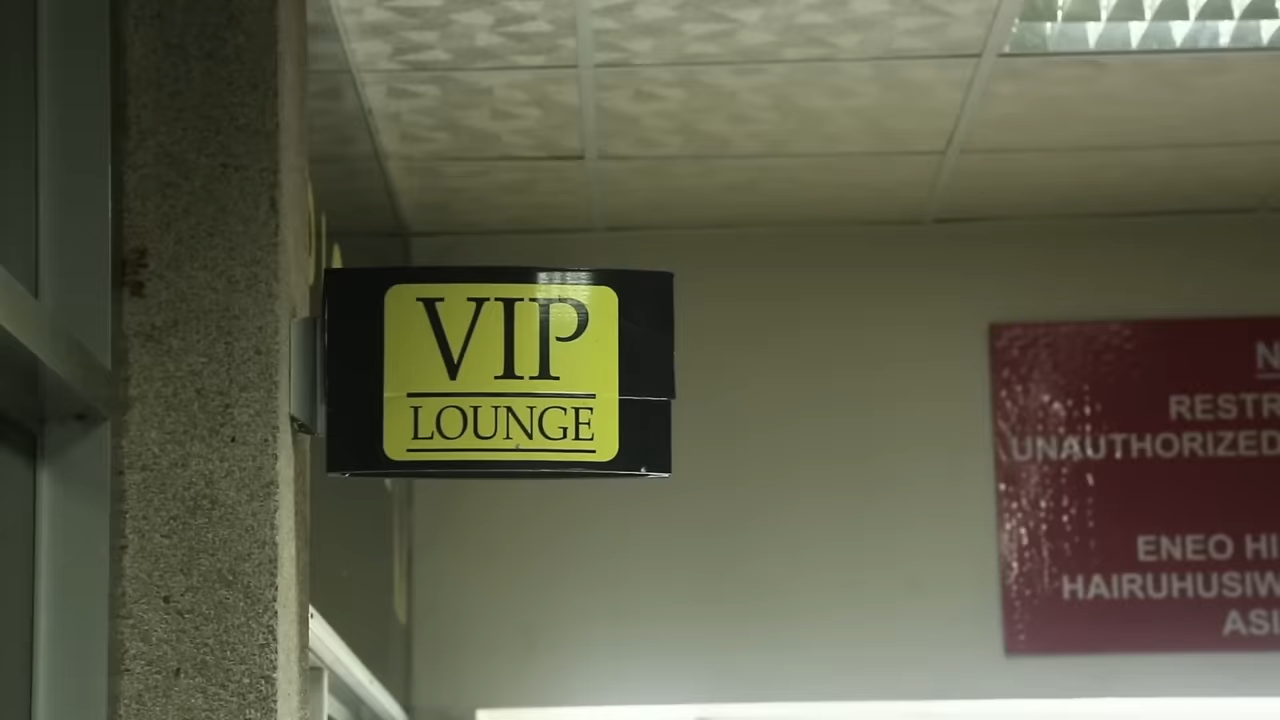 VIP
LOUNGE
RESTR
UNAUTHORIZED
ENEO HI
HAIRUHUSIW
ASI